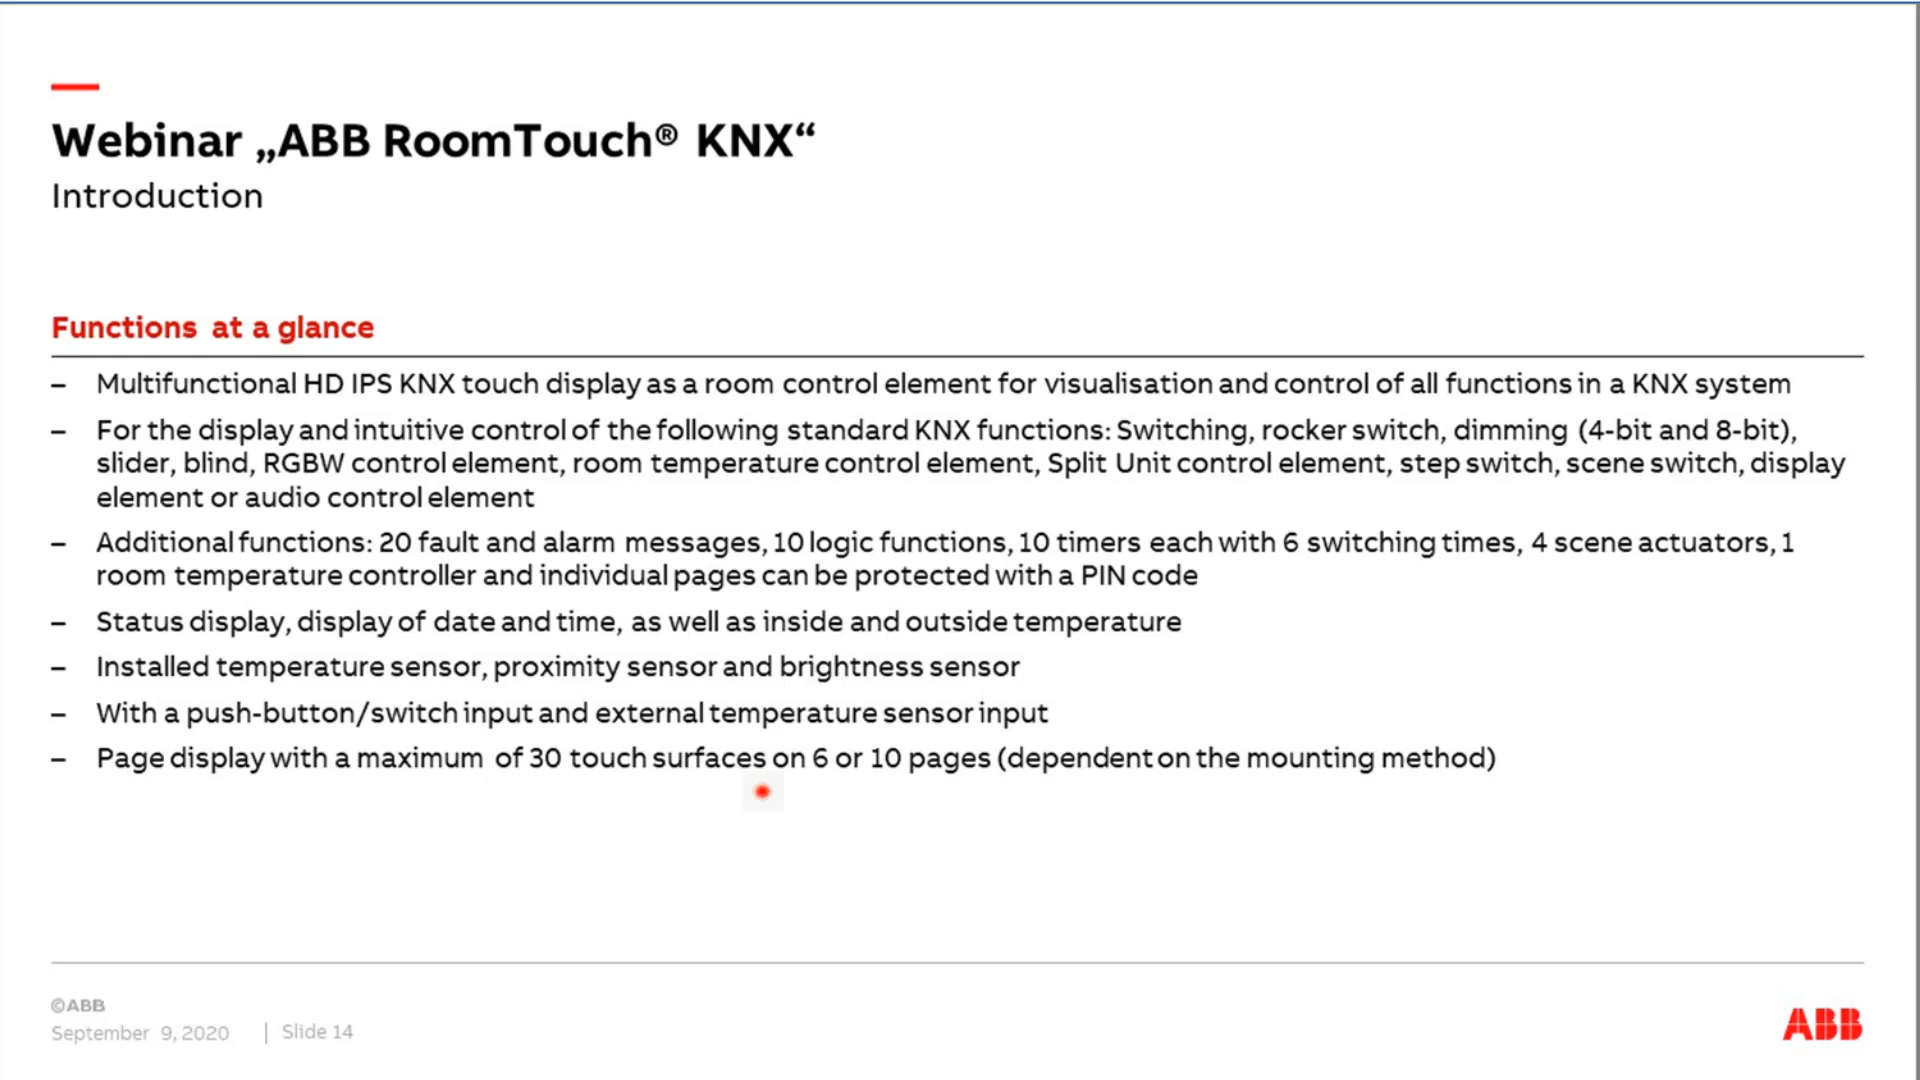 Webinar „ABB RoomTouch® KNX“
Introduction
Functions at a glance
– Multifunctional HD IPS KNX touch display as a room control element for visualisation and control of all functions in a KNX system
– For the display and intuitive control of the following standard KNX functions: Switching, rocker switch, dimming (4-bit and 8-bit),
slider, blind, RGBW control element, room temperature control element, Split Unit control element, step switch, scene switch, display
element or audio control element
– Additional functions: 20 fault and alarm messages, 10 logic functions, 10 timers each with 6 switching times, 4 scene actuators, 1
room temperature controller and individual pages can be protected with a PIN code
– Status display, display of date and time, as well as inside and outside temperature
– Installed temperature sensor, proximity sensor and brightness sensor
– With a push-button/switch input and external temperature sensor input
– Page display with a maximum of 30 touch surfaces on 6 or 10 pages (dependent on the mounting method)
©ABB
September 9, 2020 | Slide 14
ABB